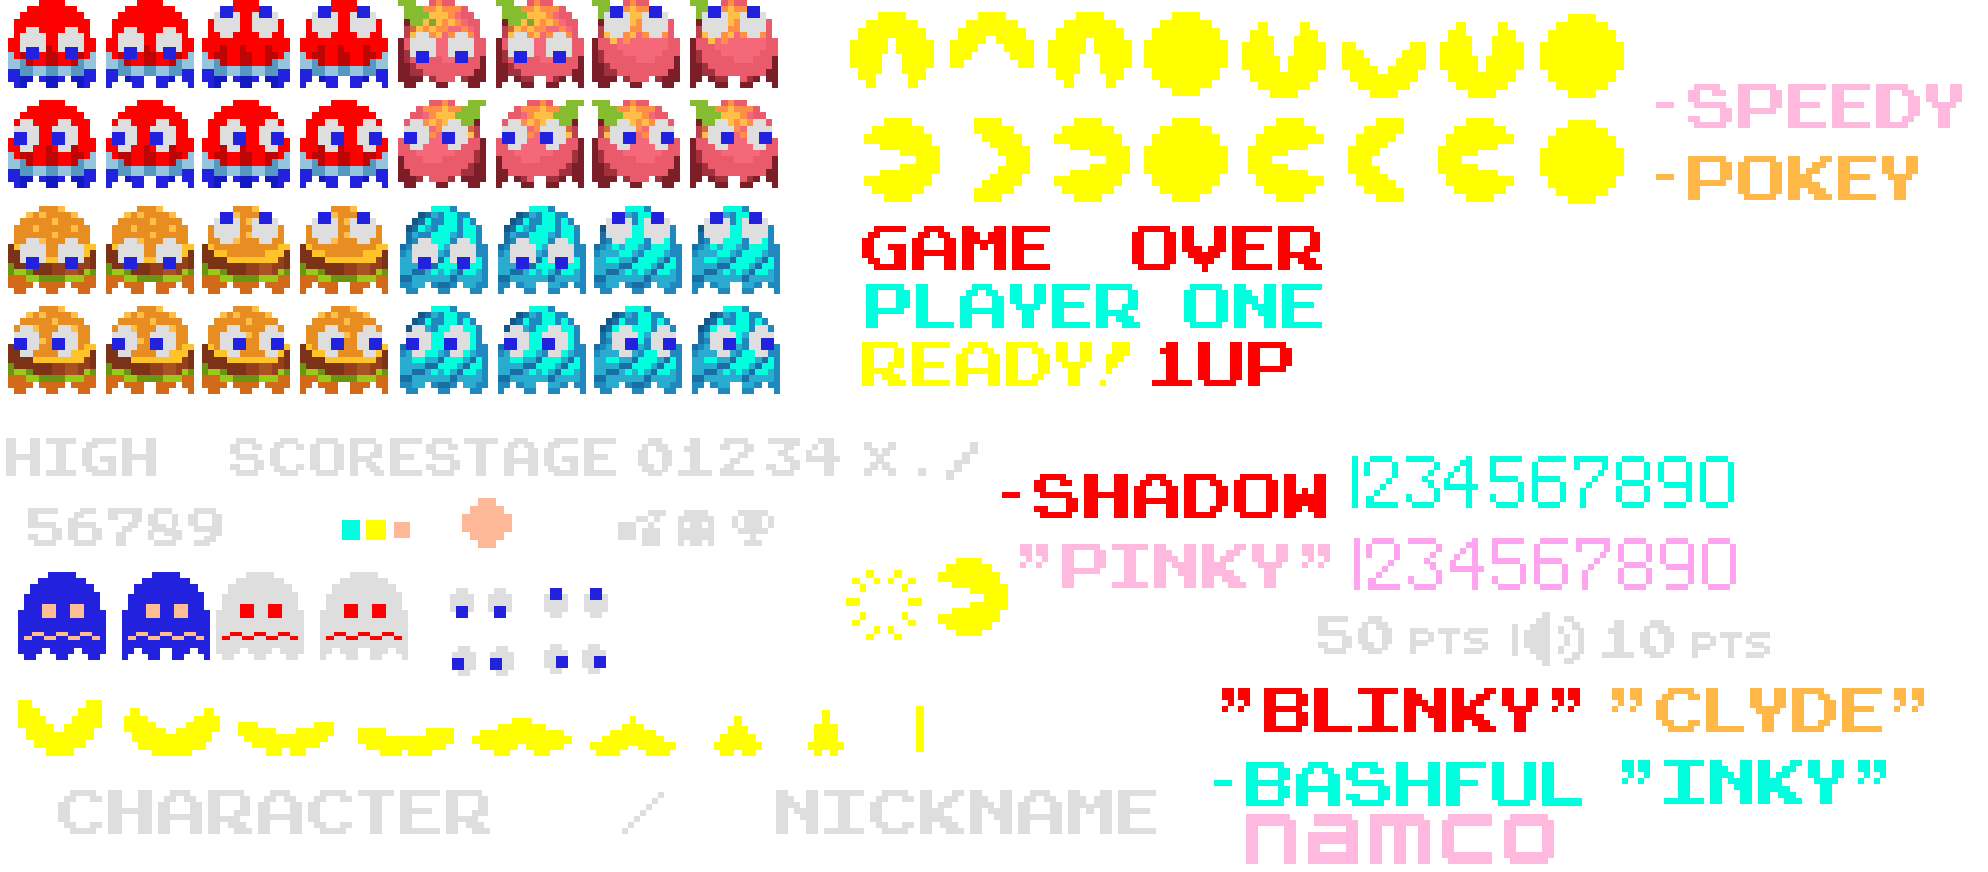 -SPEEDY
-POKEY
GAME OVER
PLAYER ONE
READY! 1UP
HIGH SCORESTAGE 01234 X . /
56789
-SHADOW 1234567890
"PINKY" 1234567890
50 PTS 10 PTS
"BLINKY" "CLYDE"
-BASHFUL "INKY"
CHARACTER / NICKNAME
namco